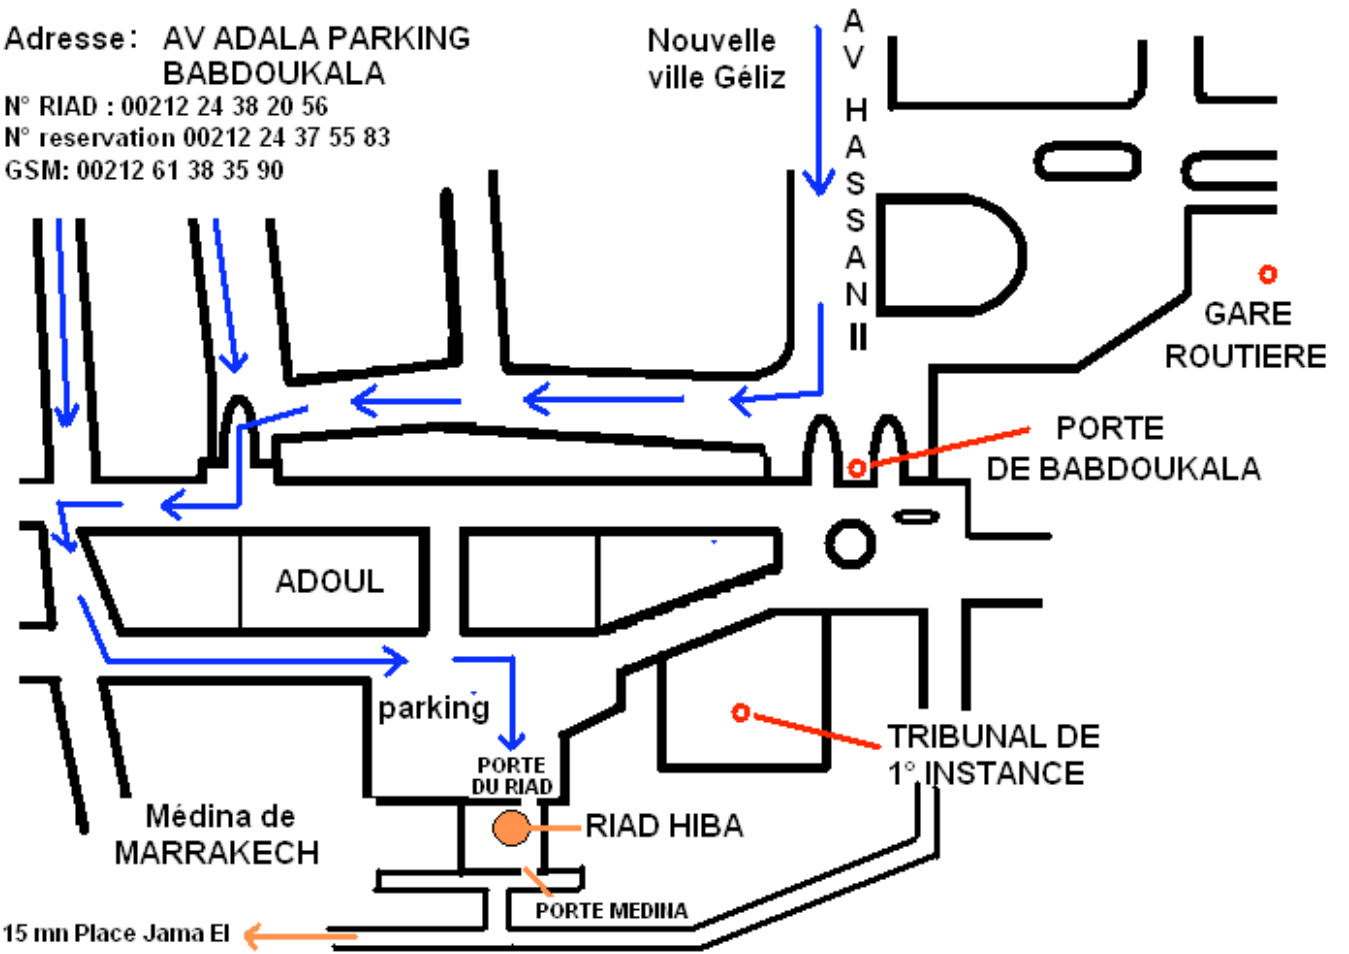 Adresse: AV ADALA PARKING
BABDOUKALA
N° RIAD : 00212 24 38 20 56
N° reservation 00212 24 37 55 83
GSM: 00212 61 38 35 90
Nouvelle
ville Géliz
AV HASSAN II
GARE
ROUTIERE
PORTE
DE BABDOUKALA
ADOUL
parking
PORTE
DU RIAD
TRIBUNAL DE
1° INSTANCE
Médina de
MARRAKECH
RIAD HIBA
PORTE MEDINA
15 mn Place Jama El